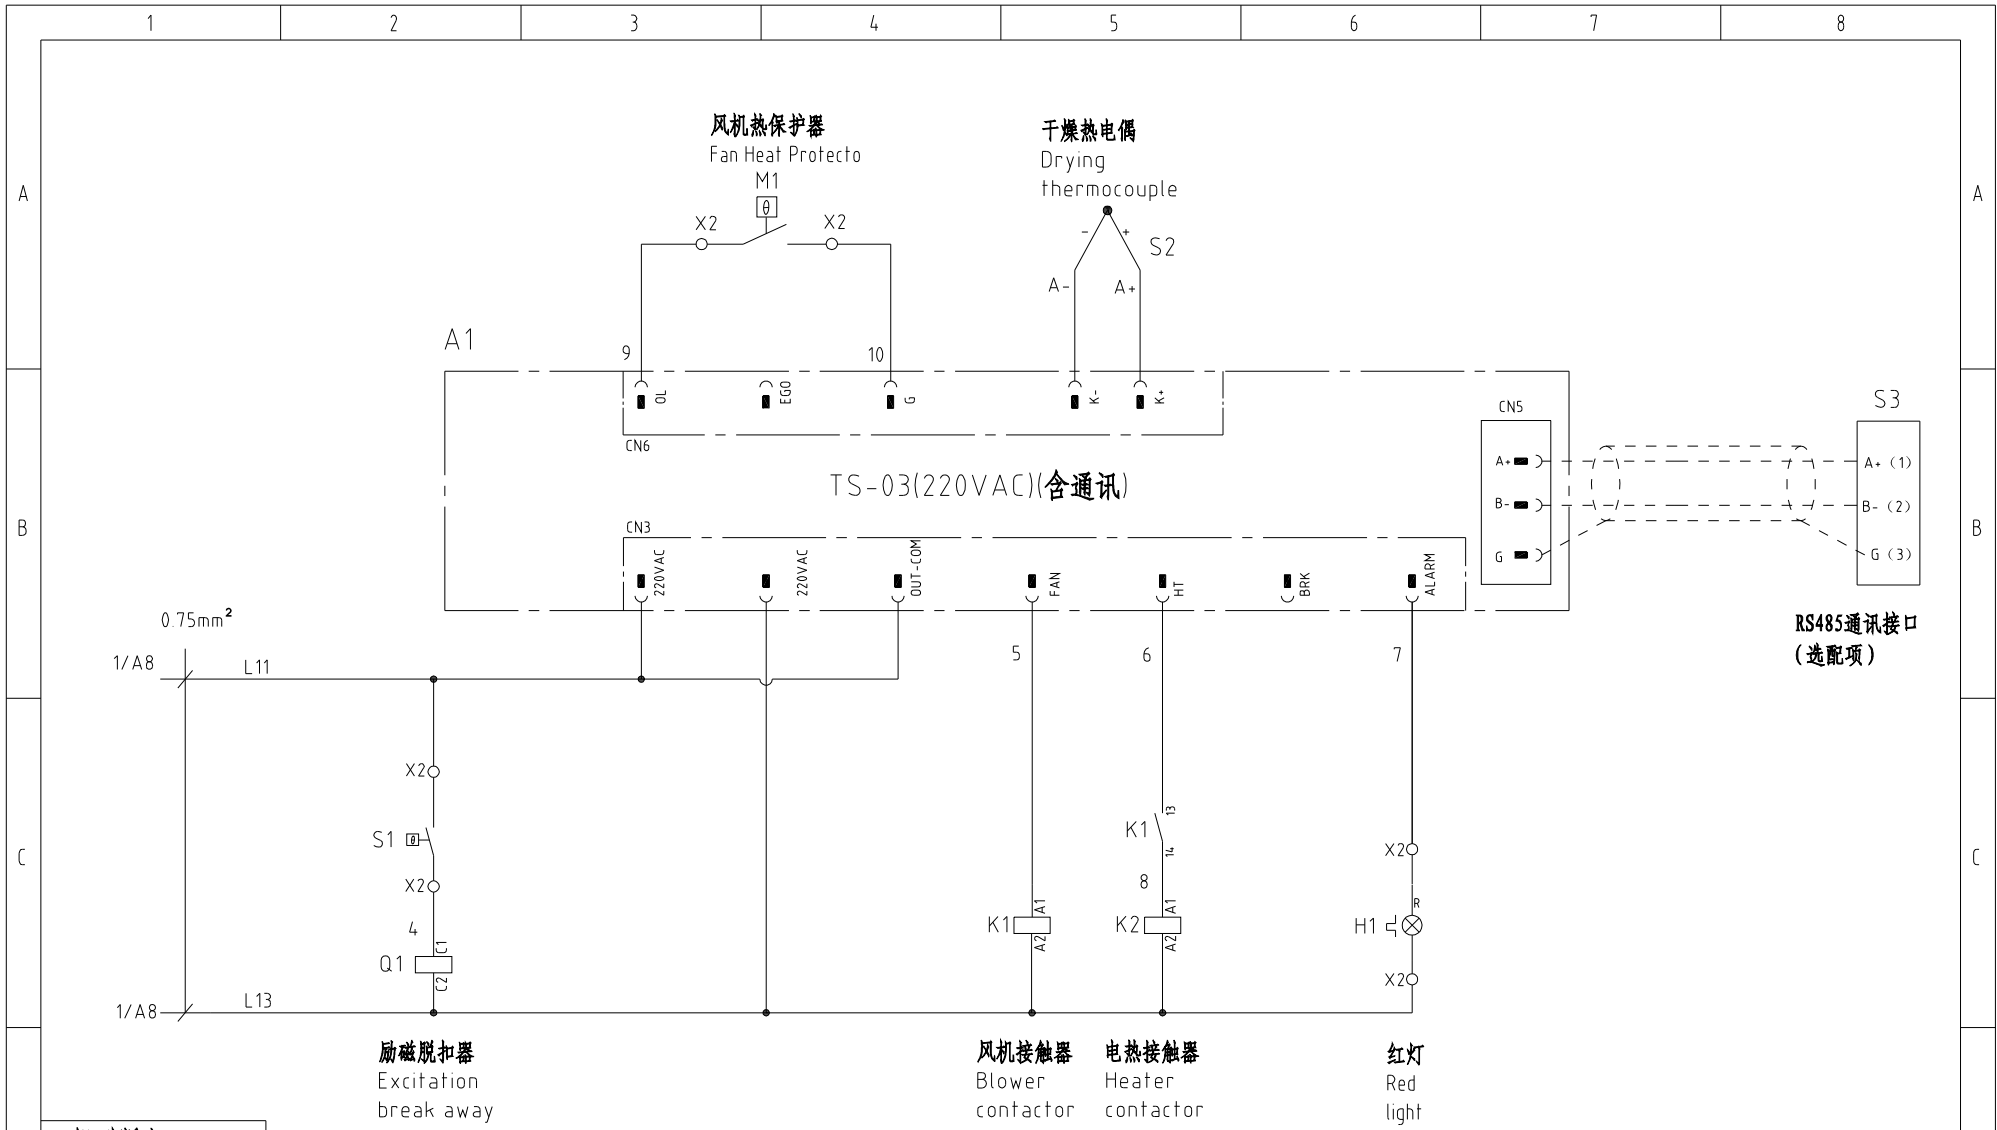 1 2 3 4 5 6 7 8
A
A
风机热保护器
Fan Heat Protecto
M1
θ
X2
X2
干燥热电偶
Drying
thermocouple
- +
S2
A-
A+
A1
9
10
OL
EGO
G
K-
K+
CN6
CN5
S3
A+
A+ (1)
B-
B- (2)
G
G (3)
TS-03(220VAC)(含通讯)
B
B
CN3
220VAC
220VAC
OUT-COM
FAN
HT
BRK
ALARM
RS485通讯接口
(选配项)
0.75mm²
1/A8
L11
5
6
7
X2
S1
θ
X2
4
Q1
C1
C2
K1
13
14
8
K1
A1
A2
K2
A1
A2
X2
R
H1
X2
C
C
1/A8
L13
励磁脱扣器
Excitation
break away
风机接触器
Blower
contactor
电热接触器
Heater
contactor
红灯
Red
light